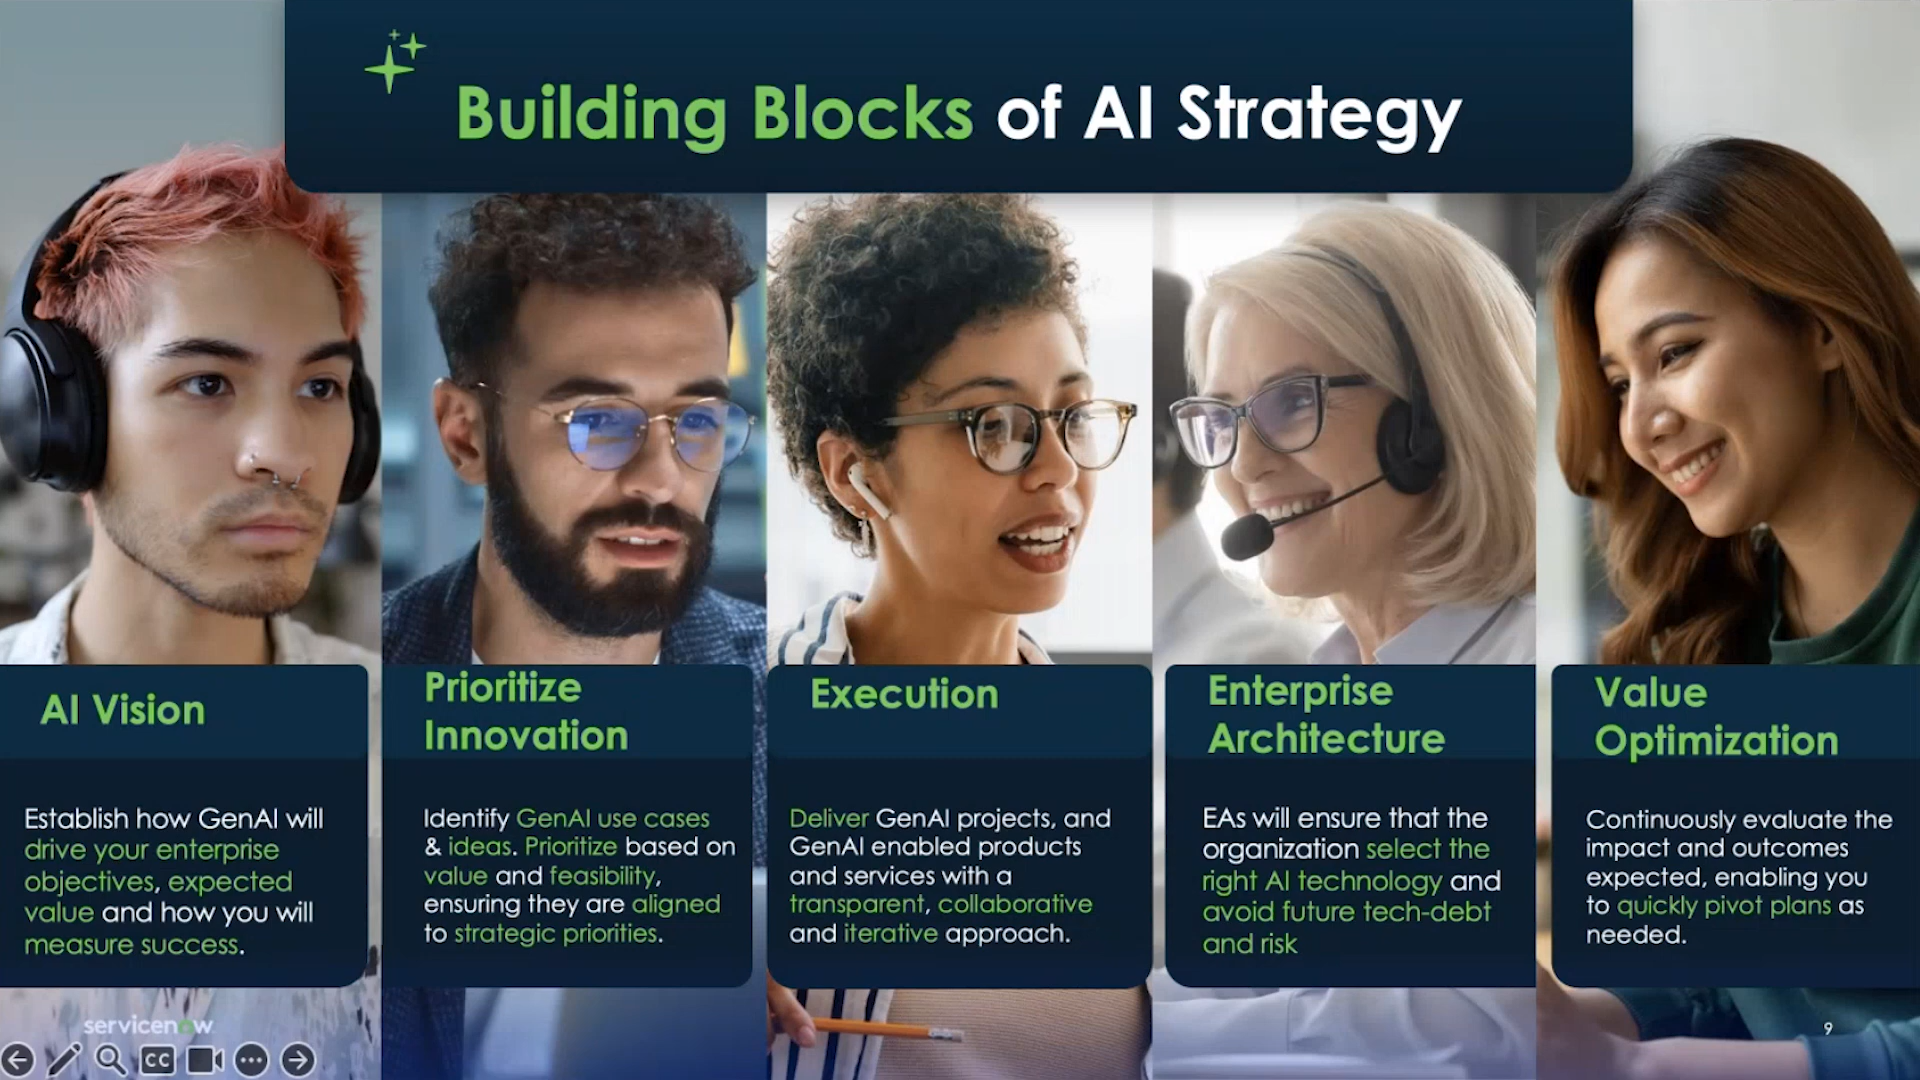 Building Blocks of AI Strategy
AI Vision
Establish how GenAI will
drive your enterprise
objectives, expected
value and how you will
measure success.
Prioritize
Innovation
Identify GenAI use cases
& ideas. Prioritize based on
value and feasibility,
ensuring they are aligned
to strategic priorities.
Execution
Deliver GenAI projects, and
GenAI enabled products
and services with a
transparent, collaborative
and iterative approach.
Enterprise
Architecture
EAs will ensure that the
organization select the
right AI technology and
avoid future tech-debt
and risk
Value
Optimization
Continuously evaluate the
impact and outcomes
expected, enabling you
to quickly pivot plans as
needed.
servicenow
9
CC